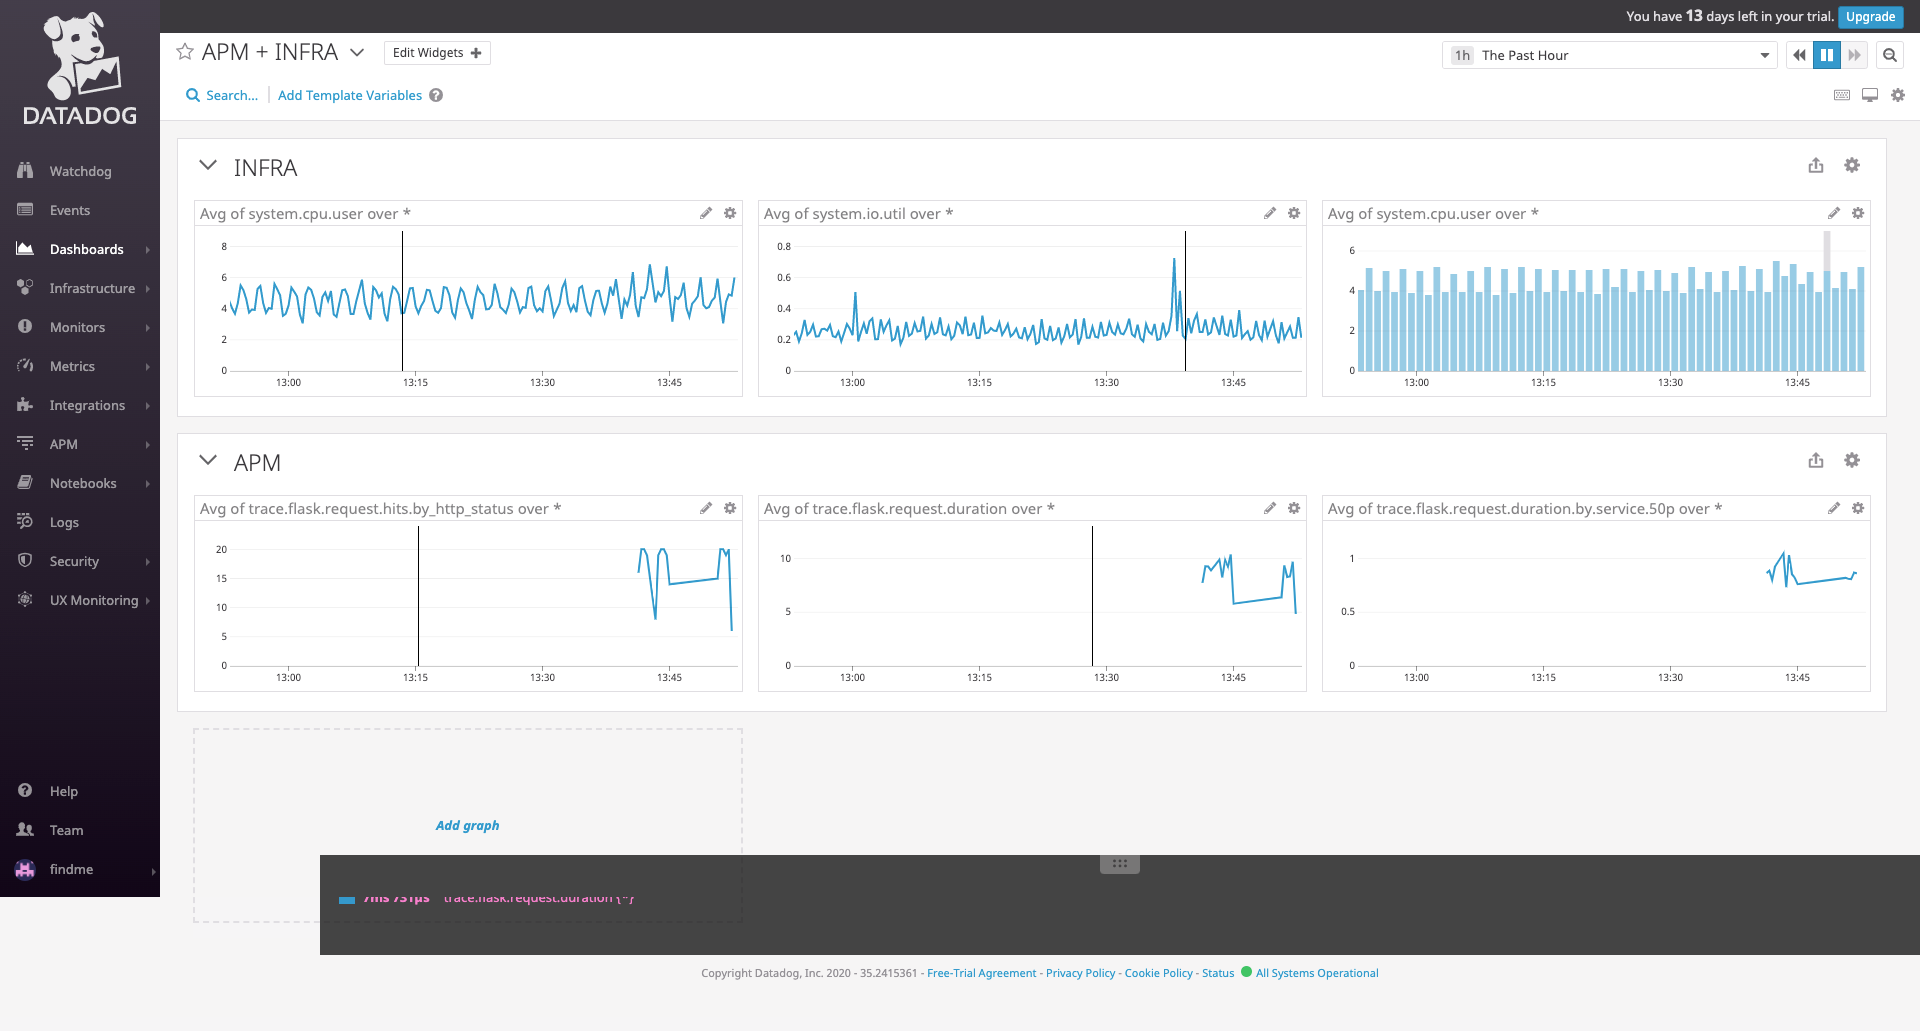 You have 13 days left in your trial. Upgrade
DATADOG
APM + INFRA
Edit Widgets
1h The Past Hour
Search...
Add Template Variables
Watchdog
Events
Dashboards
Infrastructure
Monitors
Metrics
Integrations
APM
Notebooks
Logs
Security
UX Monitoring
Help
Team
findme
INFRA
Avg of system.cpu.user over *
8
6
4
2
0
13:00 13:15 13:30 13:45
Avg of system.io.util over *
0.8
0.6
0.4
0.2
0
13:00 13:15 13:30 13:45
Avg of system.cpu.user over *
6
4
2
0
13:00 13:15 13:30 13:45
APM
Avg of trace.flask.request.hits.by_http_status over *
20
15
10
5
0
13:00 13:15 13:30 13:45
Avg of trace.flask.request.duration over *
10
5
0
13:00 13:15 13:30 13:45
Avg of trace.flask.request.duration.by.service.50p over *
1
0.5
0
13:00 13:15 13:30 13:45
Add graph
7ms 731μs trace.flask.request.duration {*}
Copyright Datadog, Inc. 2020 - 35.2415361 - Free-Trial Agreement - Privacy Policy - Cookie Policy - Status All Systems Operational